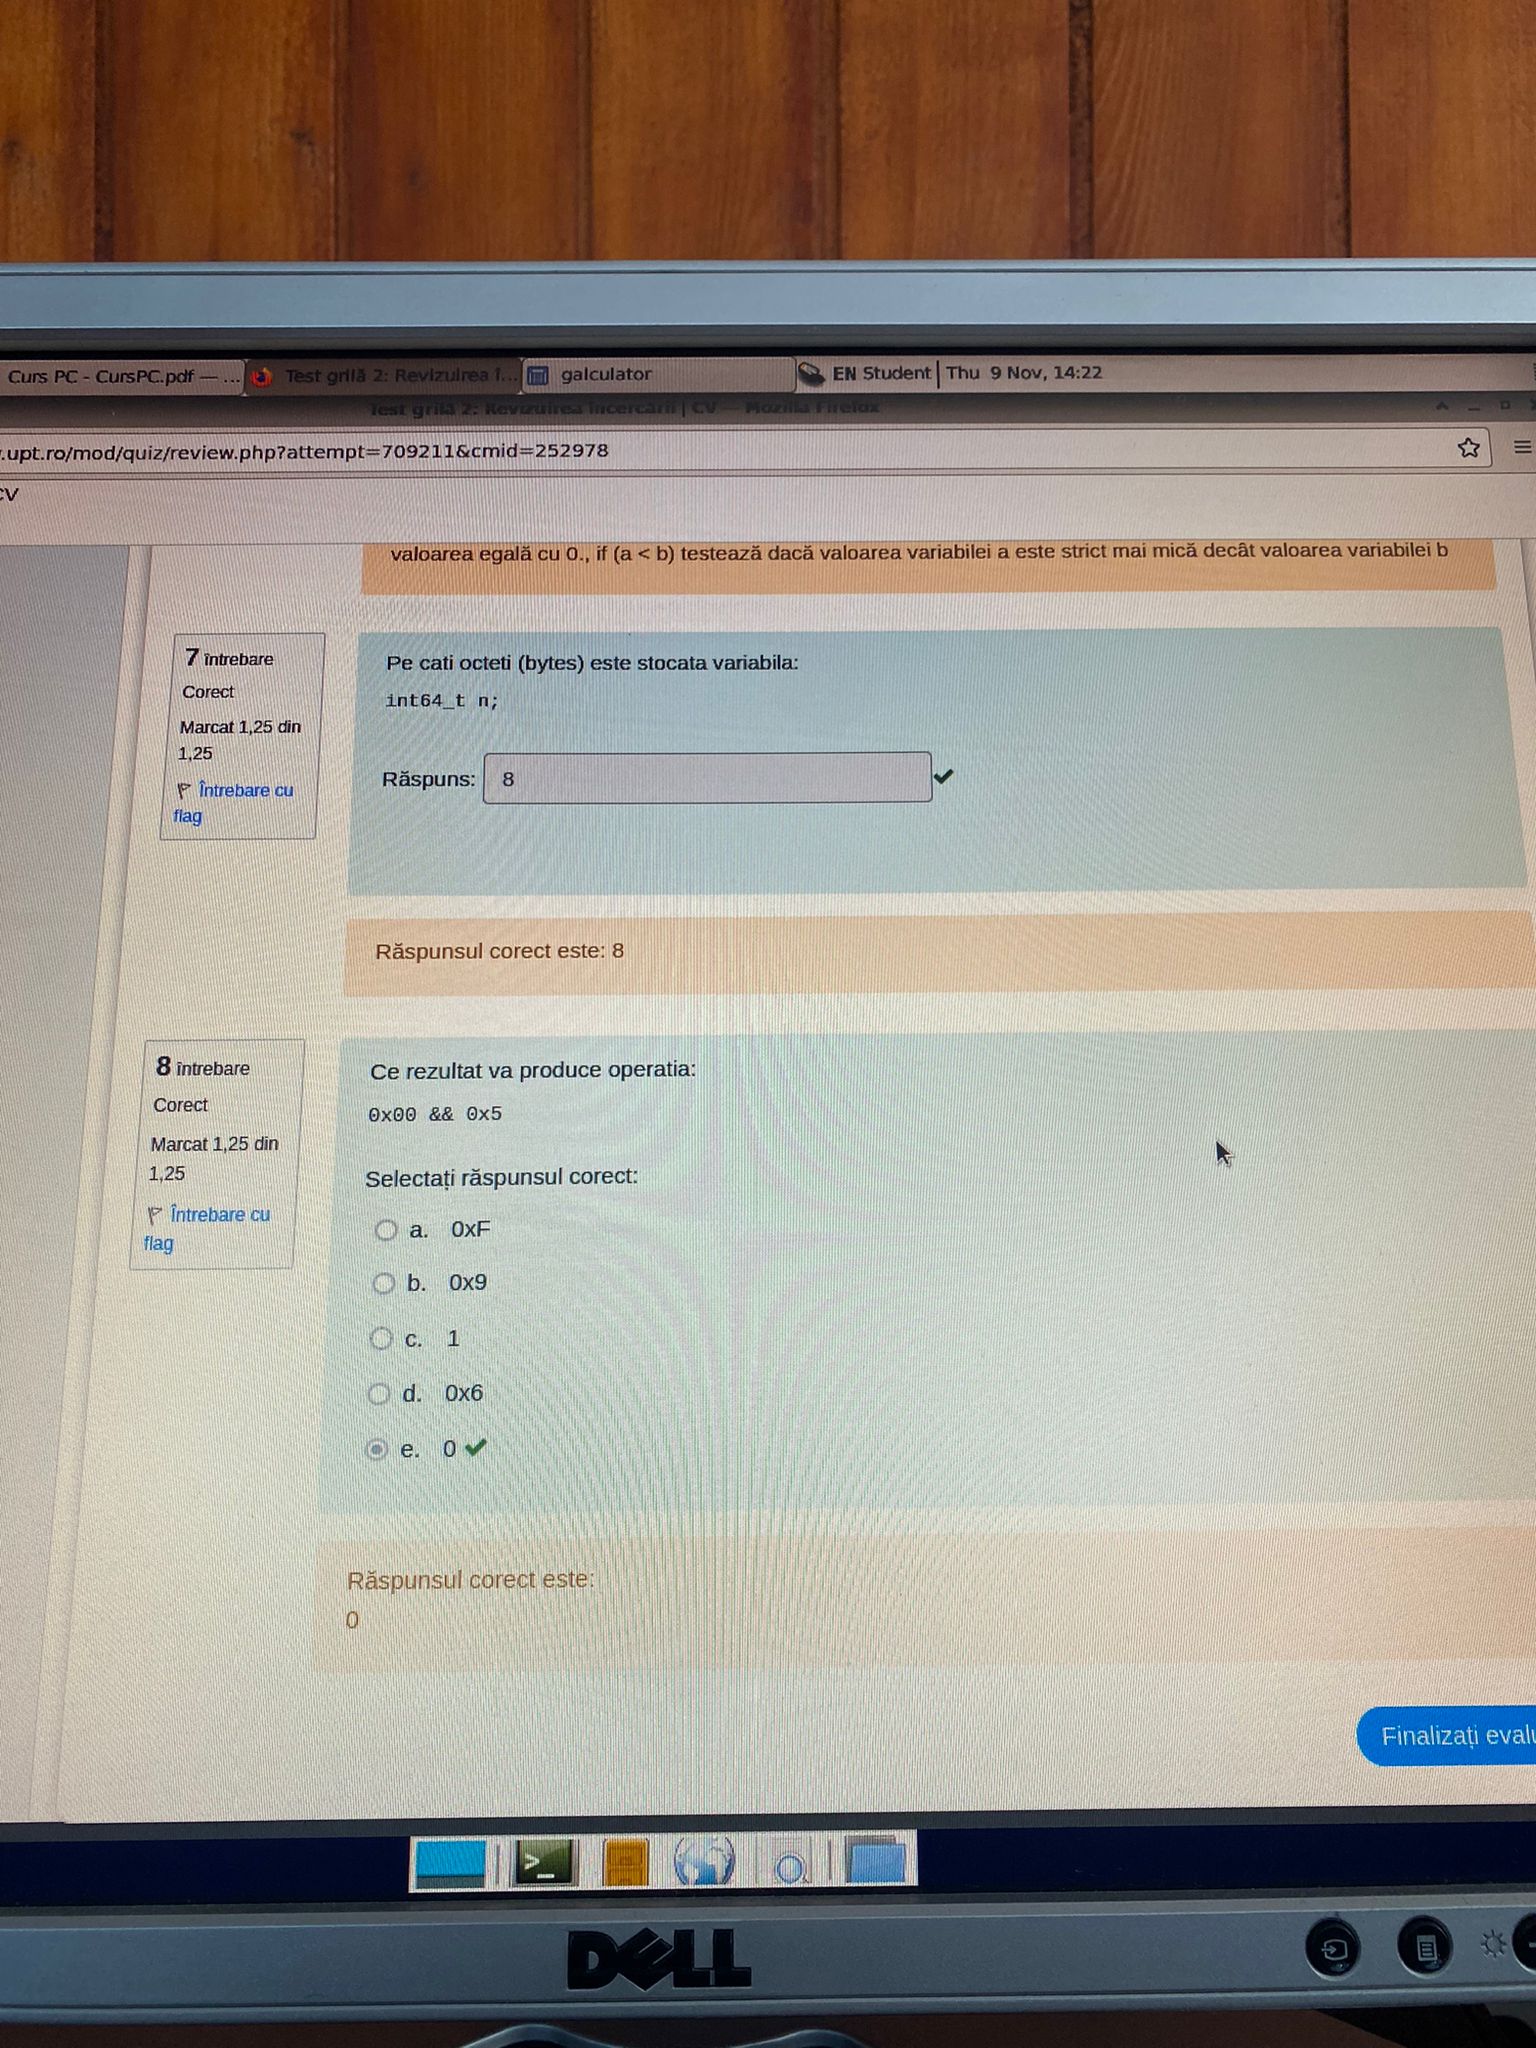 Curs PC - CursPC.pdf — ...
Test grilă 2: Revizuirea î...
galculator
EN Student
Thu 9 Nov, 14:22
Test grilă 2: Revizuirea încercării | CV — Mozilla Firefox
.upt.ro/mod/quiz/review.php?attempt=709211&cmid=252978
CV
valoarea egală cu 0., if (a < b) testează dacă valoarea variabilei a este strict mai mică decât valoarea variabilei b
7 întrebare
Corect
Marcat 1,25 din
1,25
Întrebare cu
flag
Pe cati octeti (bytes) este stocata variabila:
int64_t n;
Răspuns: 8
Răspunsul corect este: 8
8 întrebare
Corect
Marcat 1,25 din
1,25
Întrebare cu
flag
Ce rezultat va produce operatia:
0x00 && 0x5
Selectați răspunsul corect:
a. 0xF
b. 0x9
c. 1
d. 0x6
e. 0
Răspunsul corect este:
0
Finalizați evalu
DELL